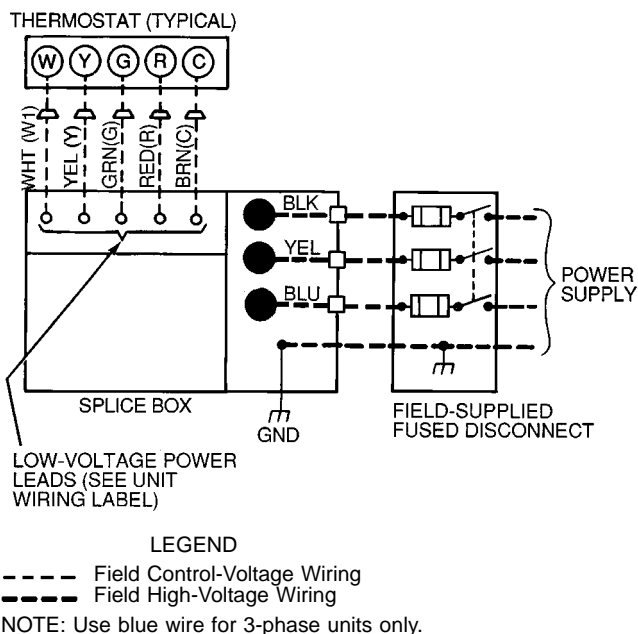 THERMOSTAT (TYPICAL)
W Y G R C
WHT (W1)
YEL (Y)
GRN(G)
RED(R)
BRN(C)
BLK
YEL
BLU
POWER
SUPPLY
SPLICE BOX
GND
FIELD-SUPPLIED
FUSED DISCONNECT
LOW-VOLTAGE POWER
LEADS (SEE UNIT
WIRING LABEL)
LEGEND
Field Control-Voltage Wiring
Field High-Voltage Wiring
NOTE: Use blue wire for 3-phase units only.